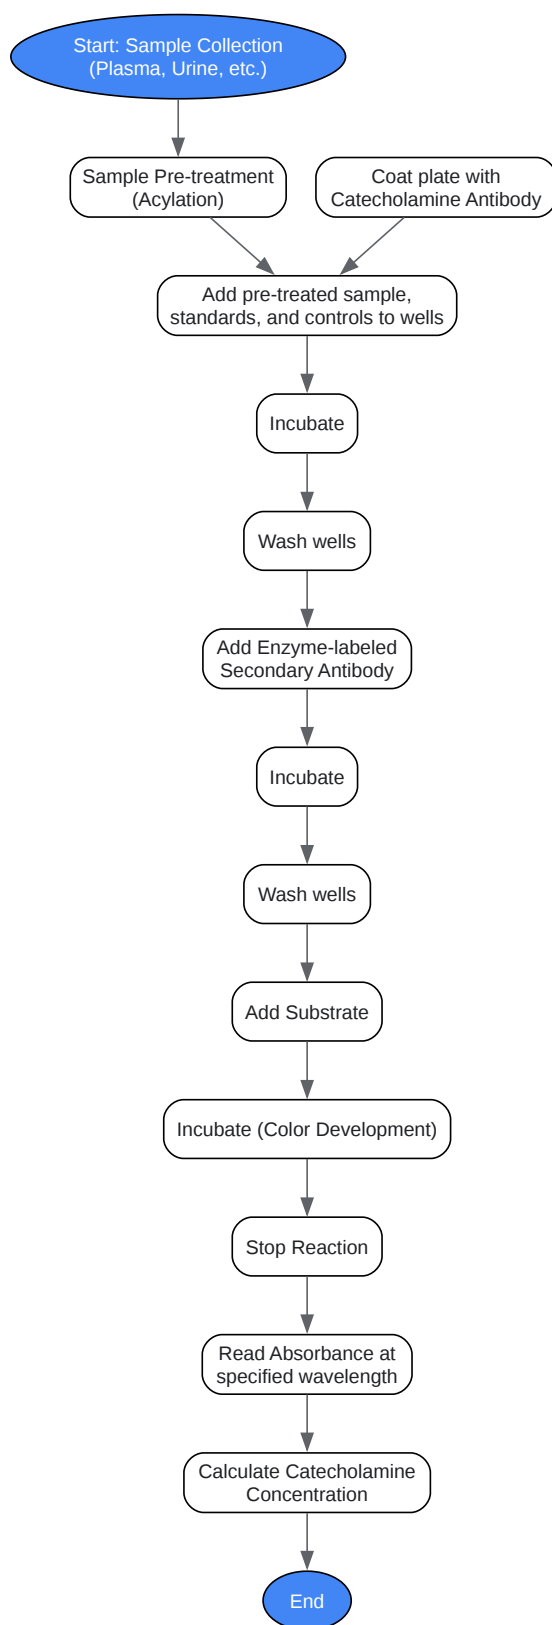 Start: Sample Collection
(Plasma, Urine, etc.)
Sample Pre-treatment
(Acylation)
Coat plate with
Catecholamine Antibody
Add pre-treated sample,
standards, and controls to wells
Incubate
Wash wells
Add Enzyme-labeled
Secondary Antibody
Incubate
Wash wells
Add Substrate
Incubate (Color Development)
Stop Reaction
Read Absorbance at
specified wavelength
Calculate Catecholamine
Concentration
End